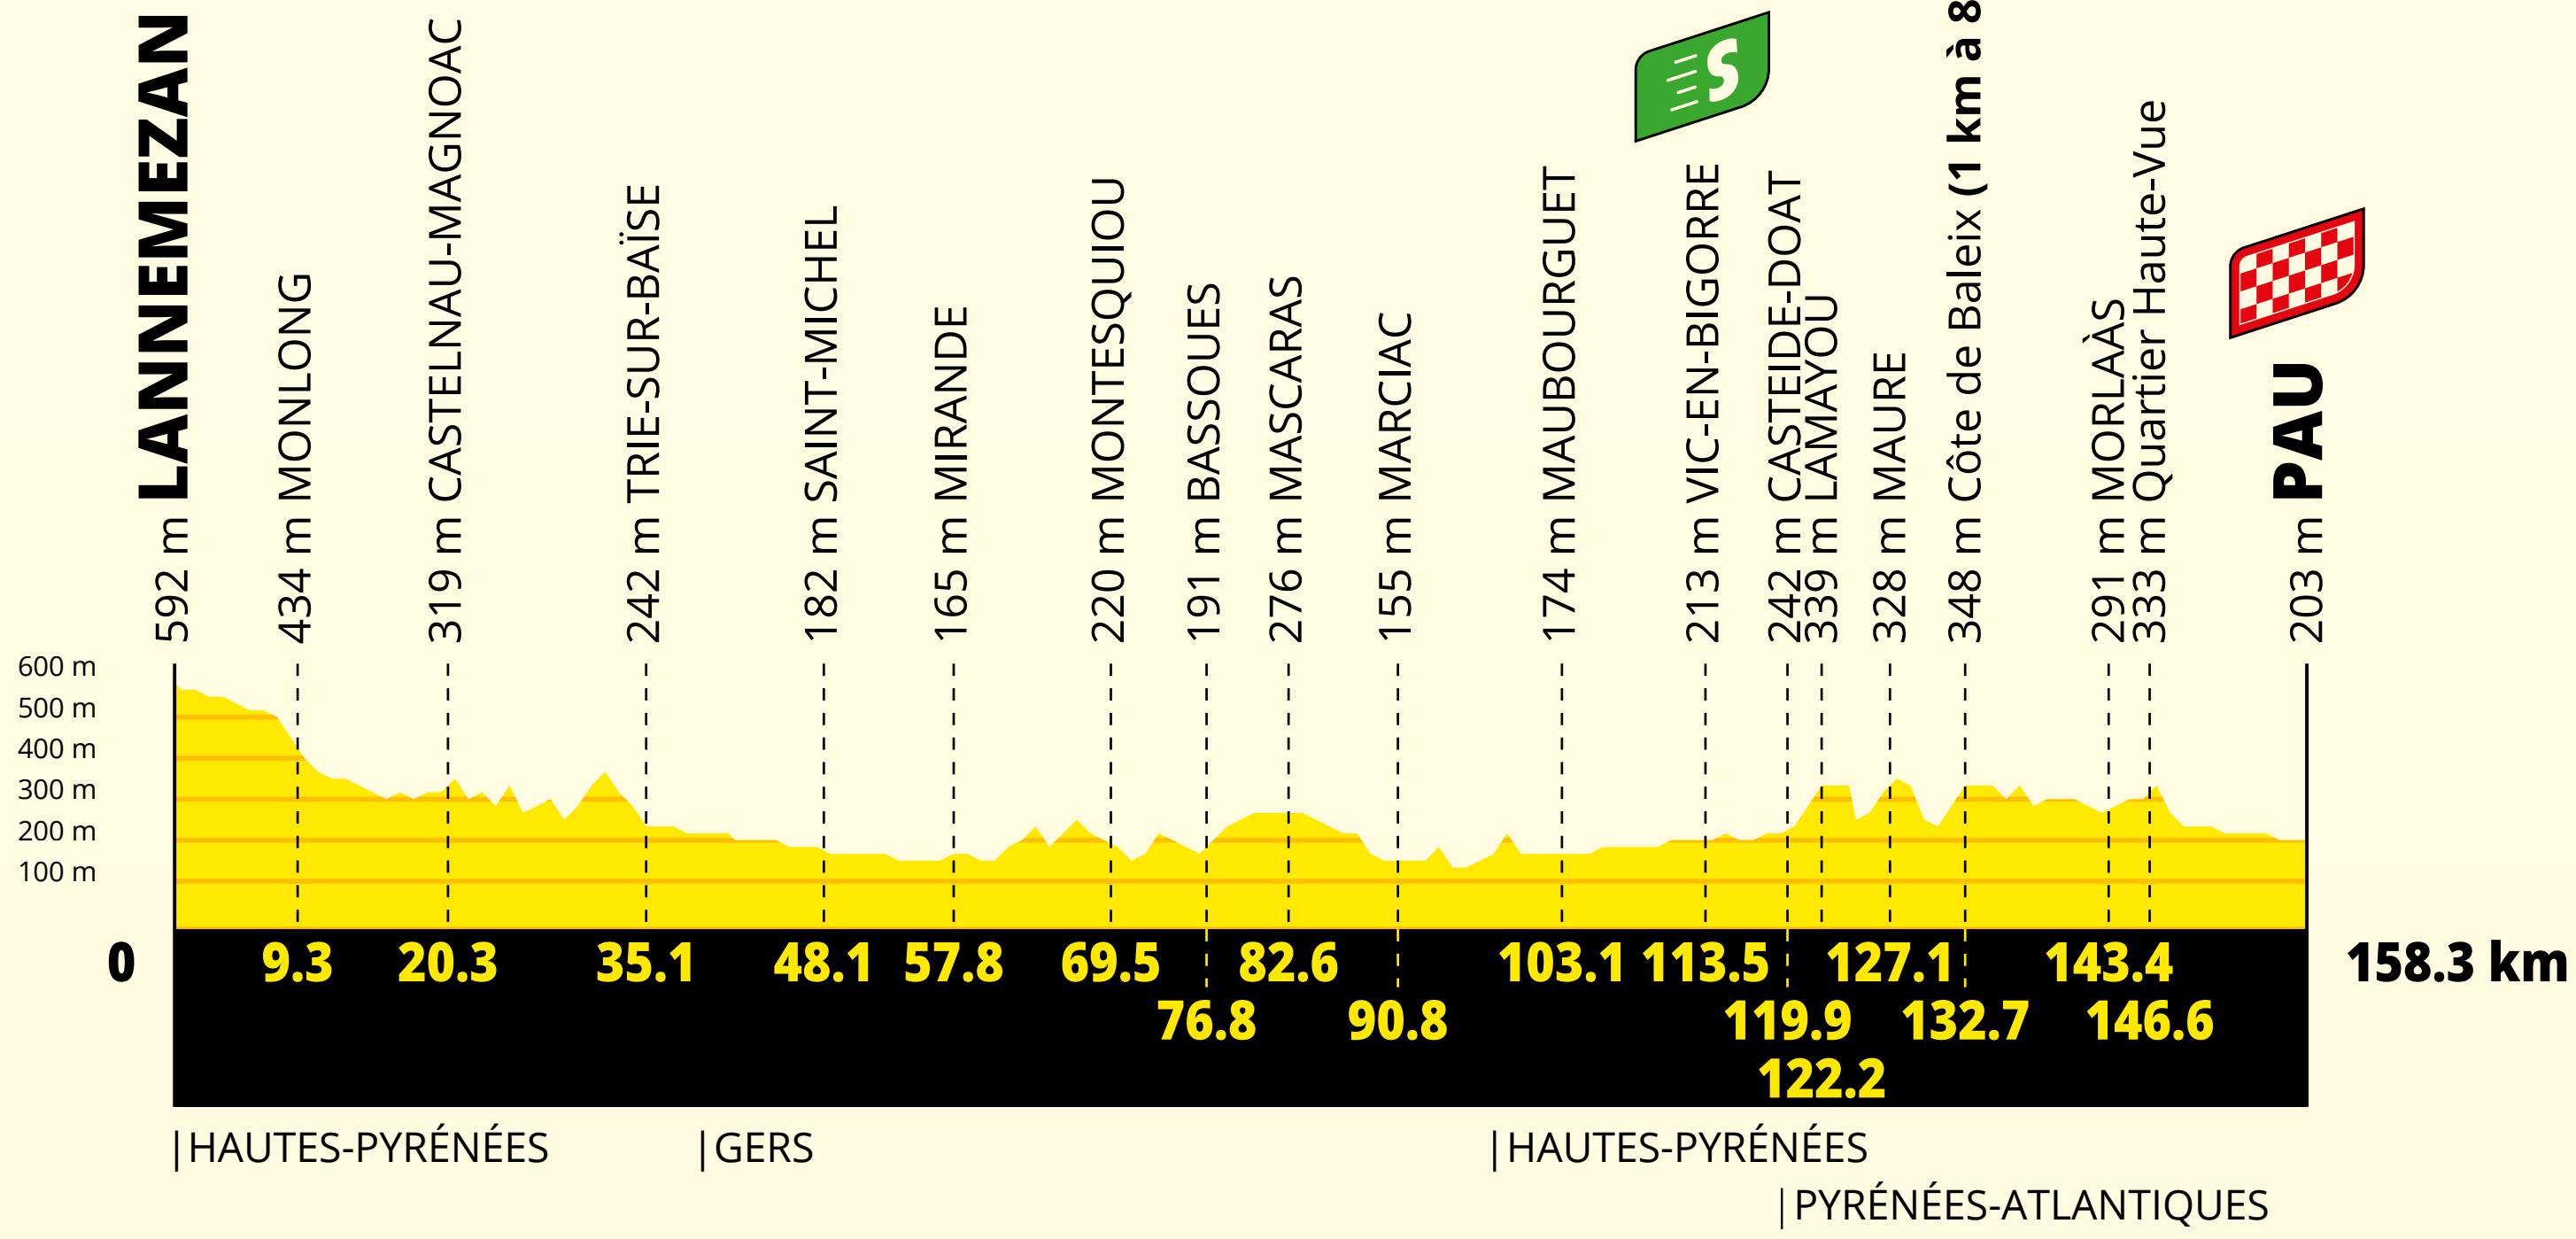 592 m LANNEMEZAN
434 m MONLONG
319 m CASTELNAU-MAGNOAC
242 m TRIE-SUR-BAÏSE
182 m SAINT-MICHEL
165 m MIRANDE
220 m MONTESQUIOU
191 m BASSOUES
276 m MASCARAS
155 m MARCIAC
174 m MAUBOURGUET
S
213 m VIC-EN-BIGORRE
242 m CASTEIDE-DOAT
339 m LAMAYOU
328 m MAURE
348 m Côte de Baleix (1 km à 8
291 m MORLAÀS
333 m Quartier Haute-Vue
203 m PAU
600 m
500 m
400 m
300 m
200 m
100 m
0 9.3 20.3 35.1 48.1 57.8 69.5 82.6 103.1 113.5 127.1 143.4 158.3 km
76.8 90.8 119.9 132.7 146.6
122.2
|HAUTES-PYRÉNÉES |GERS |HAUTES-PYRÉNÉES
|PYRÉNÉES-ATLANTIQUES